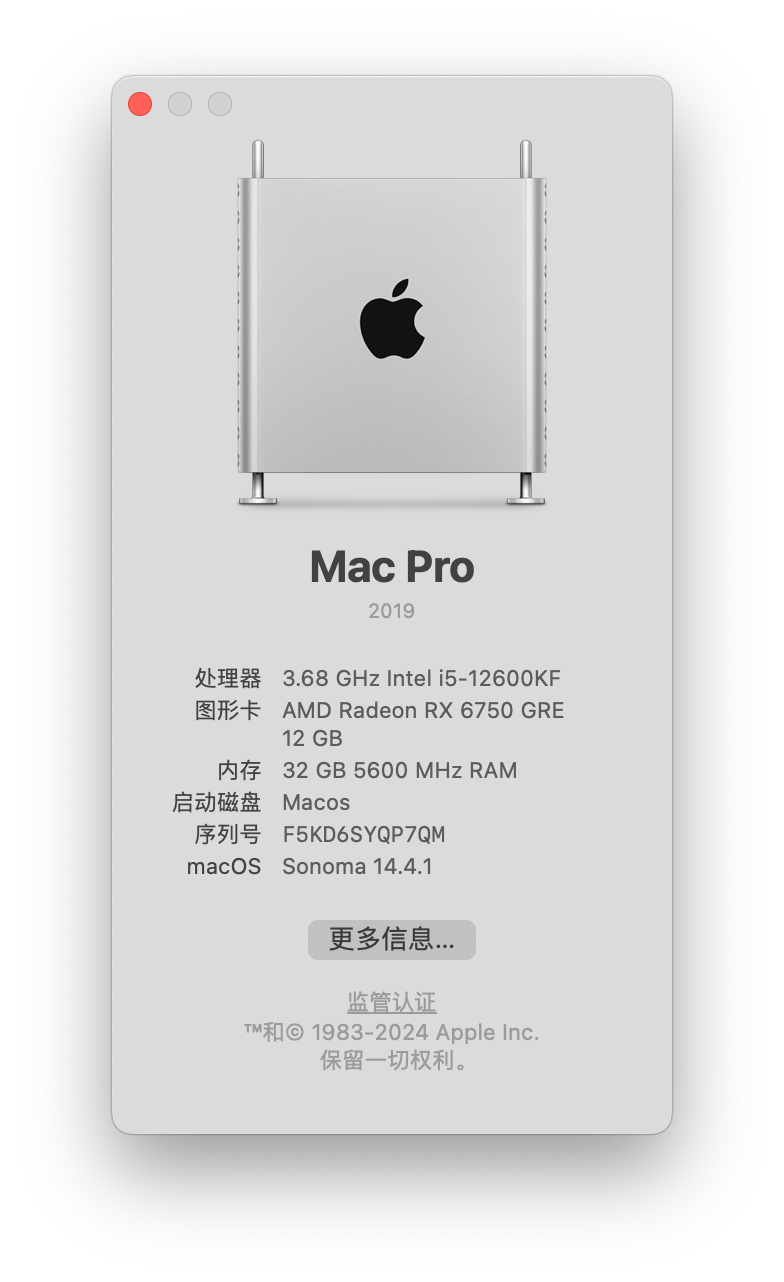 Mac Pro
2019
处理器 3.68 GHz Intel i5-12600KF
图形卡 AMD Radeon RX 6750 GRE
12 GB
内存 32 GB 5600 MHz RAM
启动磁盘 Macos
序列号 F5KD6SYQP7QM
macOS Sonoma 14.4.1
更多信息...
监管认证
™和© 1983-2024 Apple Inc.
保留一切权利。